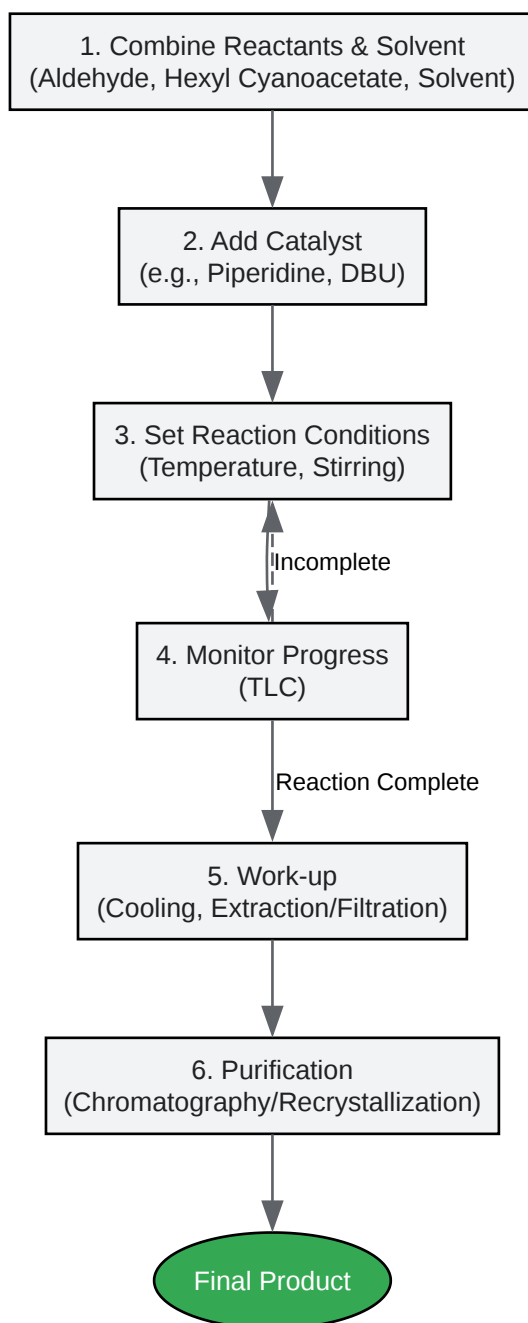 1. Combine Reactants & Solvent
(Aldehyde, Hexyl Cyanoacetate, Solvent)
2. Add Catalyst
(e.g., Piperidine, DBU)
3. Set Reaction Conditions
(Temperature, Stirring)
Incomplete
4. Monitor Progress
(TLC)
Reaction Complete
5. Work-up
(Cooling, Extraction/Filtration)
6. Purification
(Chromatography/Recrystallization)
Final Product